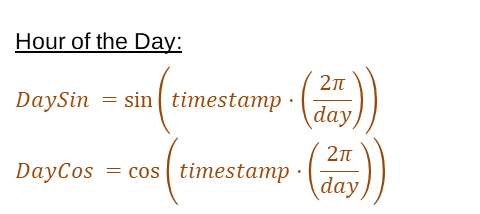 Hour of the Day:
DaySin = sin(timestamp · (2π/day))
DayCos = cos(timestamp · (2π/day))